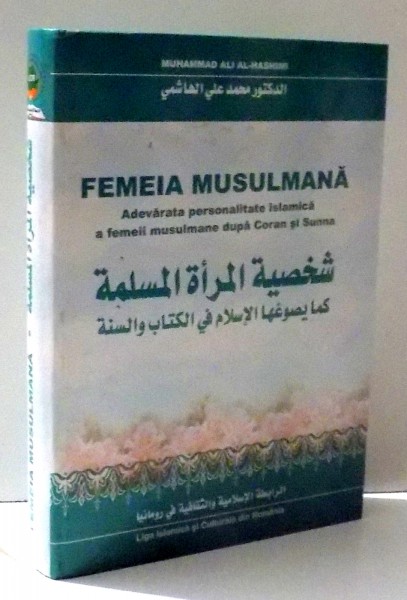 MUHAMMAD ALI AL-HASHIMI
الدكتور محمد علي الهاشمي
FEMEIA MUSULMANĂ
Adevărata personalitate islamică
a femeii musulmane după Coran şi Sunna
شخصية المرأة المسلمة
كما يصوغها الإسلام في الكتاب والسنة
الرابطة الإسلامية والثقافية في رومانيا
Liga Islamică şi Culturală din România
شخصية المرأة المسلمة - FEMEIA MUSULMANĂ